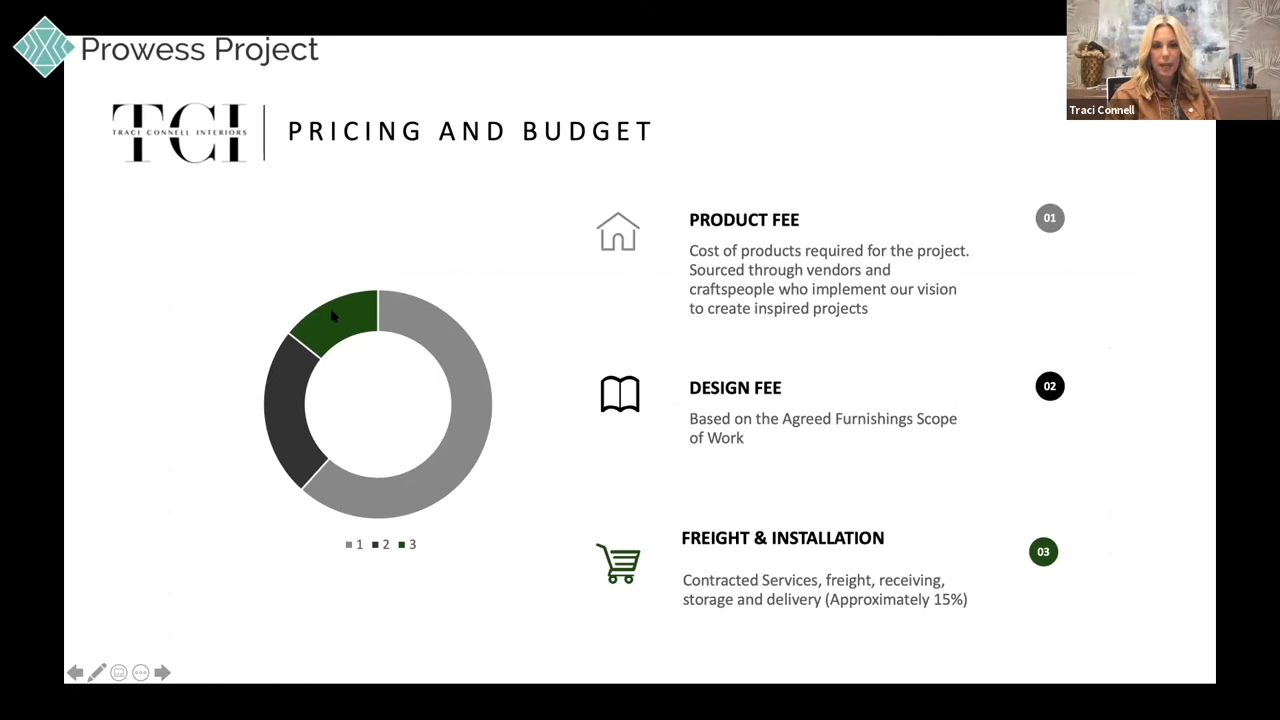 Prowess Project
Traci Connell
TCI
TRACI CONNELL INTERIORS
PRICING AND BUDGET
PRODUCT FEE
01
Cost of products required for the project.
Sourced through vendors and
craftspeople who implement our vision
to create inspired projects
DESIGN FEE
02
Based on the Agreed Furnishings Scope
of Work
1 2 3
FREIGHT & INSTALLATION
03
Contracted Services, freight, receiving,
storage and delivery (Approximately 15%)